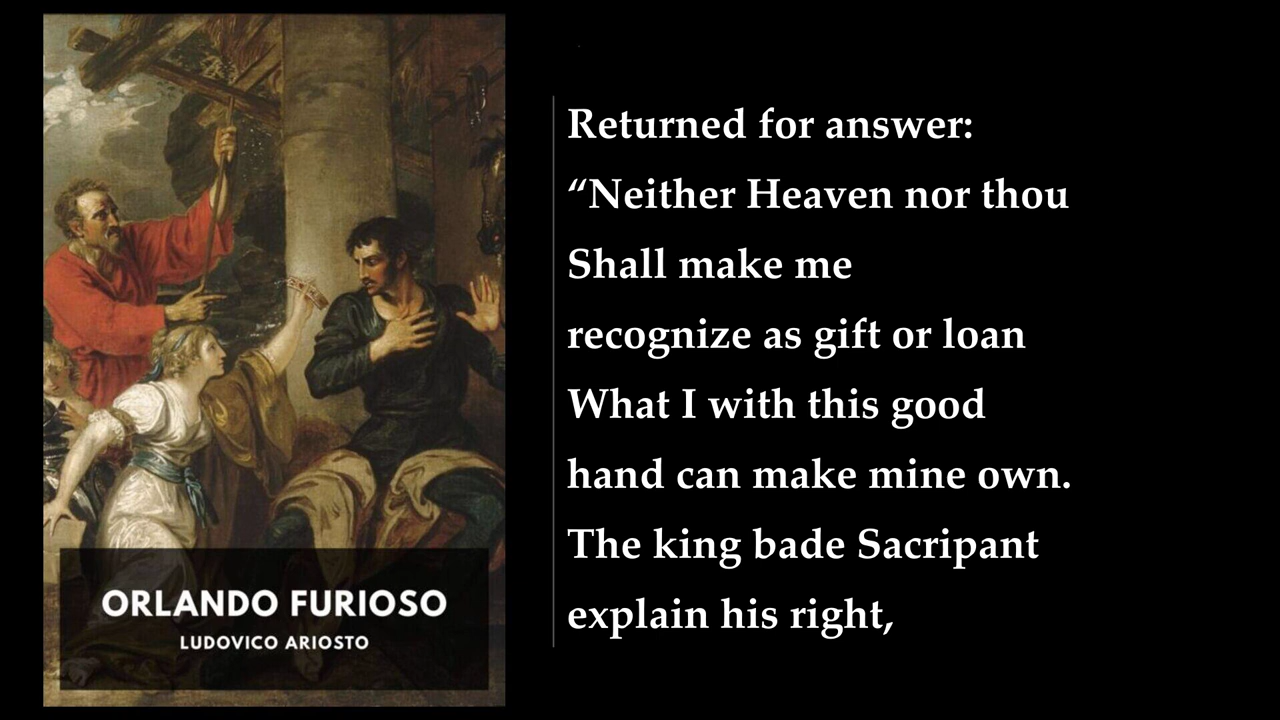 ORLANDO FURIOSO
LUDOVICO ARIOSTO
Returned for answer:
“Neither Heaven nor thou
Shall make me
recognize as gift or loan
What I with this good
hand can make mine own.
The king bade Sacripant
explain his right,